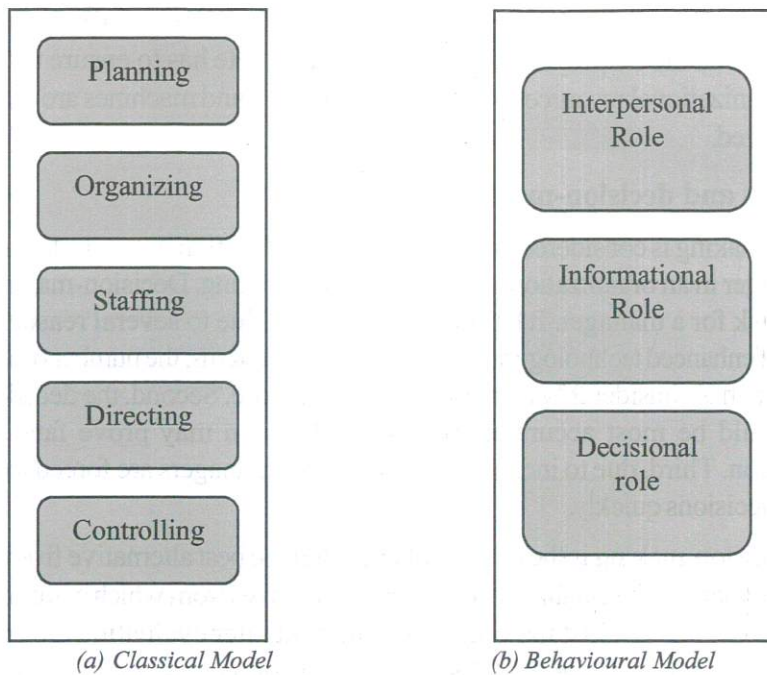 Planning
Organizing
Staffing
Directing
Controlling
(a) Classical Model
Interpersonal
Role
Informational
Role
Decisional
role
(b) Behavioural Model